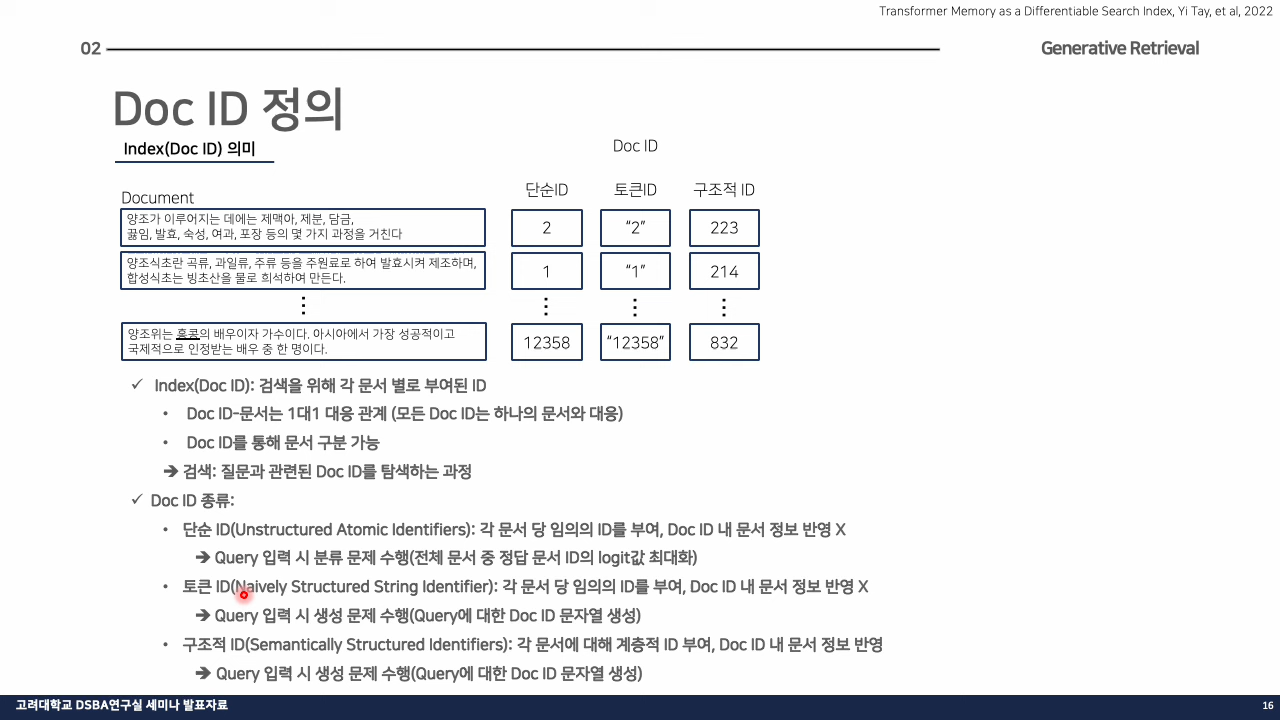 Transformer Memory as a Differentiable Search Index, Yi Tay, et al, 2022
02
Generative Retrieval
Doc ID 정의
Index(Doc ID) 의미
Doc ID
Document
단순ID
토큰ID
구조적 ID
양조가 이루어지는 데에는 제맥아, 제분, 담금,
끓임, 발효, 숙성, 여과, 포장 등의 몇 가지 과정을 거친다
2
“2”
223
양조식초란 곡류, 과일류, 주류 등을 주원료로 하여 발효시켜 제조하며,
합성식초는 빙초산을 물로 희석하여 만든다.
1
“1”
214
⋮
⋮
⋮
⋮
양조위는 홍콩의 배우이자 가수이다. 아시아에서 가장 성공적이고
국제적으로 인정받는 배우 중 한 명이다.
12358
“12358”
832
✓ Index(Doc ID): 검색을 위해 각 문서 별로 부여된 ID
• Doc ID-문서는 1대1 대응 관계 (모든 Doc ID는 하나의 문서와 대응)
• Doc ID를 통해 문서 구분 가능
➔ 검색: 질문과 관련된 Doc ID를 탐색하는 과정
✓ Doc ID 종류:
• 단순 ID(Unstructured Atomic Identifiers): 각 문서 당 임의의 ID를 부여, Doc ID 내 문서 정보 반영 X
➔ Query 입력 시 분류 문제 수행(전체 문서 중 정답 문서 ID의 logit값 최대화)
• 토큰 ID(Naively Structured String Identifier): 각 문서 당 임의의 ID를 부여, Doc ID 내 문서 정보 반영 X
➔ Query 입력 시 생성 문제 수행(Query에 대한 Doc ID 문자열 생성)
• 구조적 ID(Semantically Structured Identifiers): 각 문서에 대해 계층적 ID 부여, Doc ID 내 문서 정보 반영
➔ Query 입력 시 생성 문제 수행(Query에 대한 Doc ID 문자열 생성)
고려대학교 DSBA연구실 세미나 발표자료
16